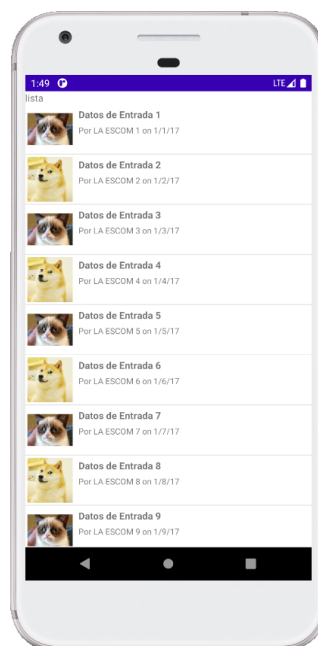 1:49 LTE
lista
Datos de Entrada 1
Por LA ESCOM 1 on 1/1/17
Datos de Entrada 2
Por LA ESCOM 2 on 1/2/17
Datos de Entrada 3
Por LA ESCOM 3 on 1/3/17
Datos de Entrada 4
Por LA ESCOM 4 on 1/4/17
Datos de Entrada 5
Por LA ESCOM 5 on 1/5/17
Datos de Entrada 6
Por LA ESCOM 6 on 1/6/17
Datos de Entrada 7
Por LA ESCOM 7 on 1/7/17
Datos de Entrada 8
Por LA ESCOM 8 on 1/8/17
Datos de Entrada 9
Por LA ESCOM 9 on 1/9/17